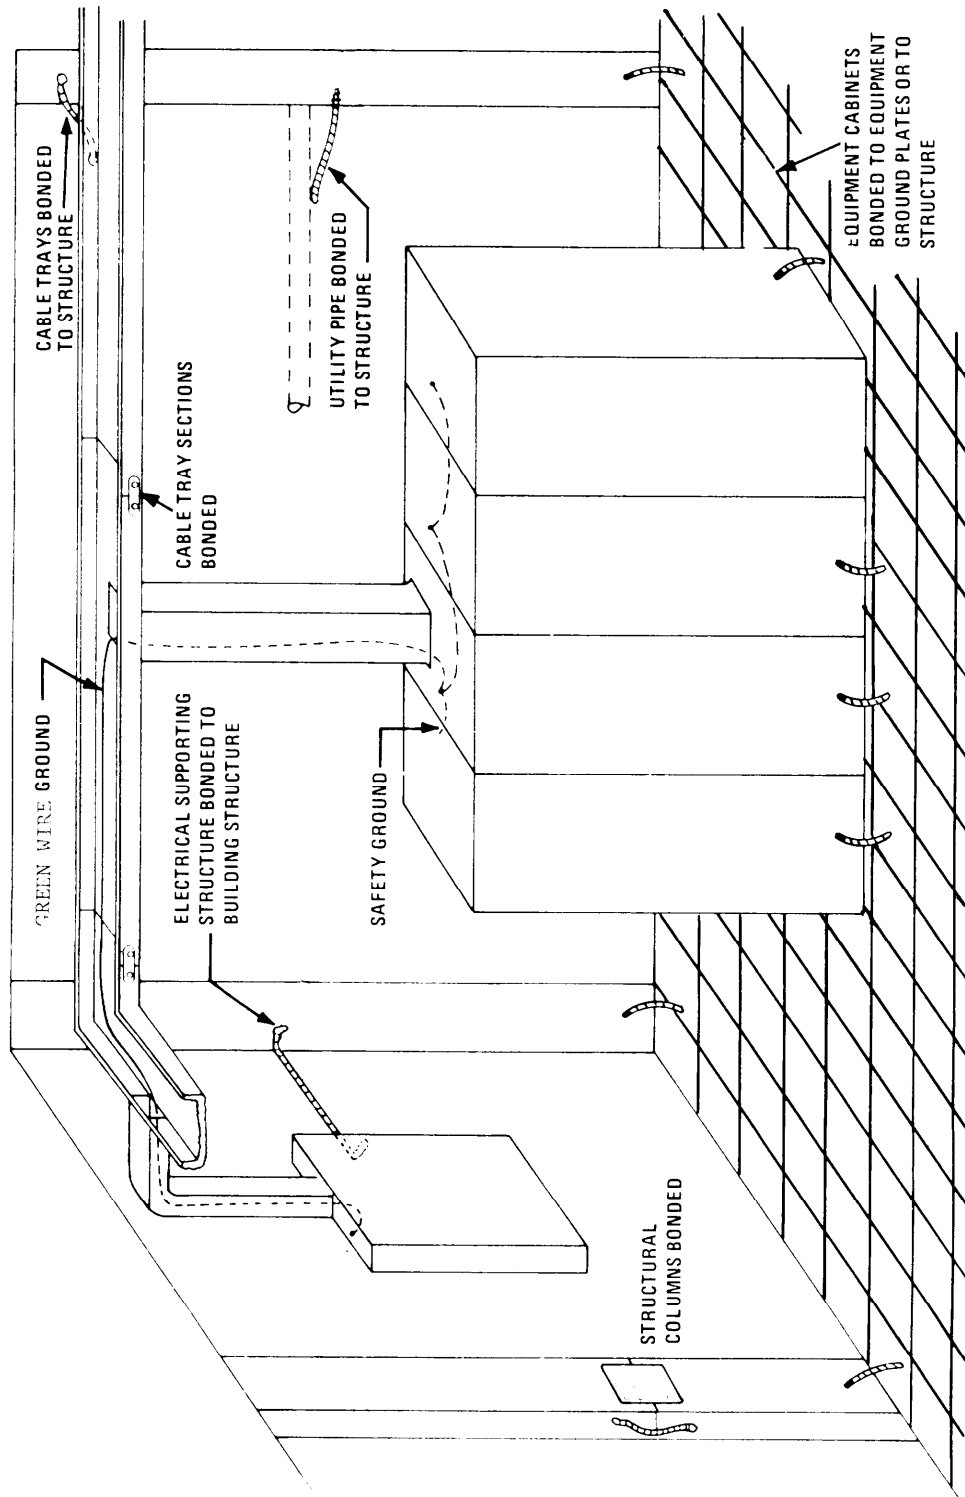 CABLE TRAYS BONDED
TO STRUCTURE
GREEN WIRE GROUND
CABLE TRAY SECTIONS
BONDED
UTILITY PIPE BONDED
TO STRUCTURE
ELECTRICAL SUPPORTING
STRUCTURE BONDED TO
BUILDING STRUCTURE
SAFETY GROUND
EQUIPMENT CABINETS
BONDED TO EQUIPMENT
GROUND PLATES OR TO
STRUCTURE
STRUCTURAL
COLUMNS BONDED